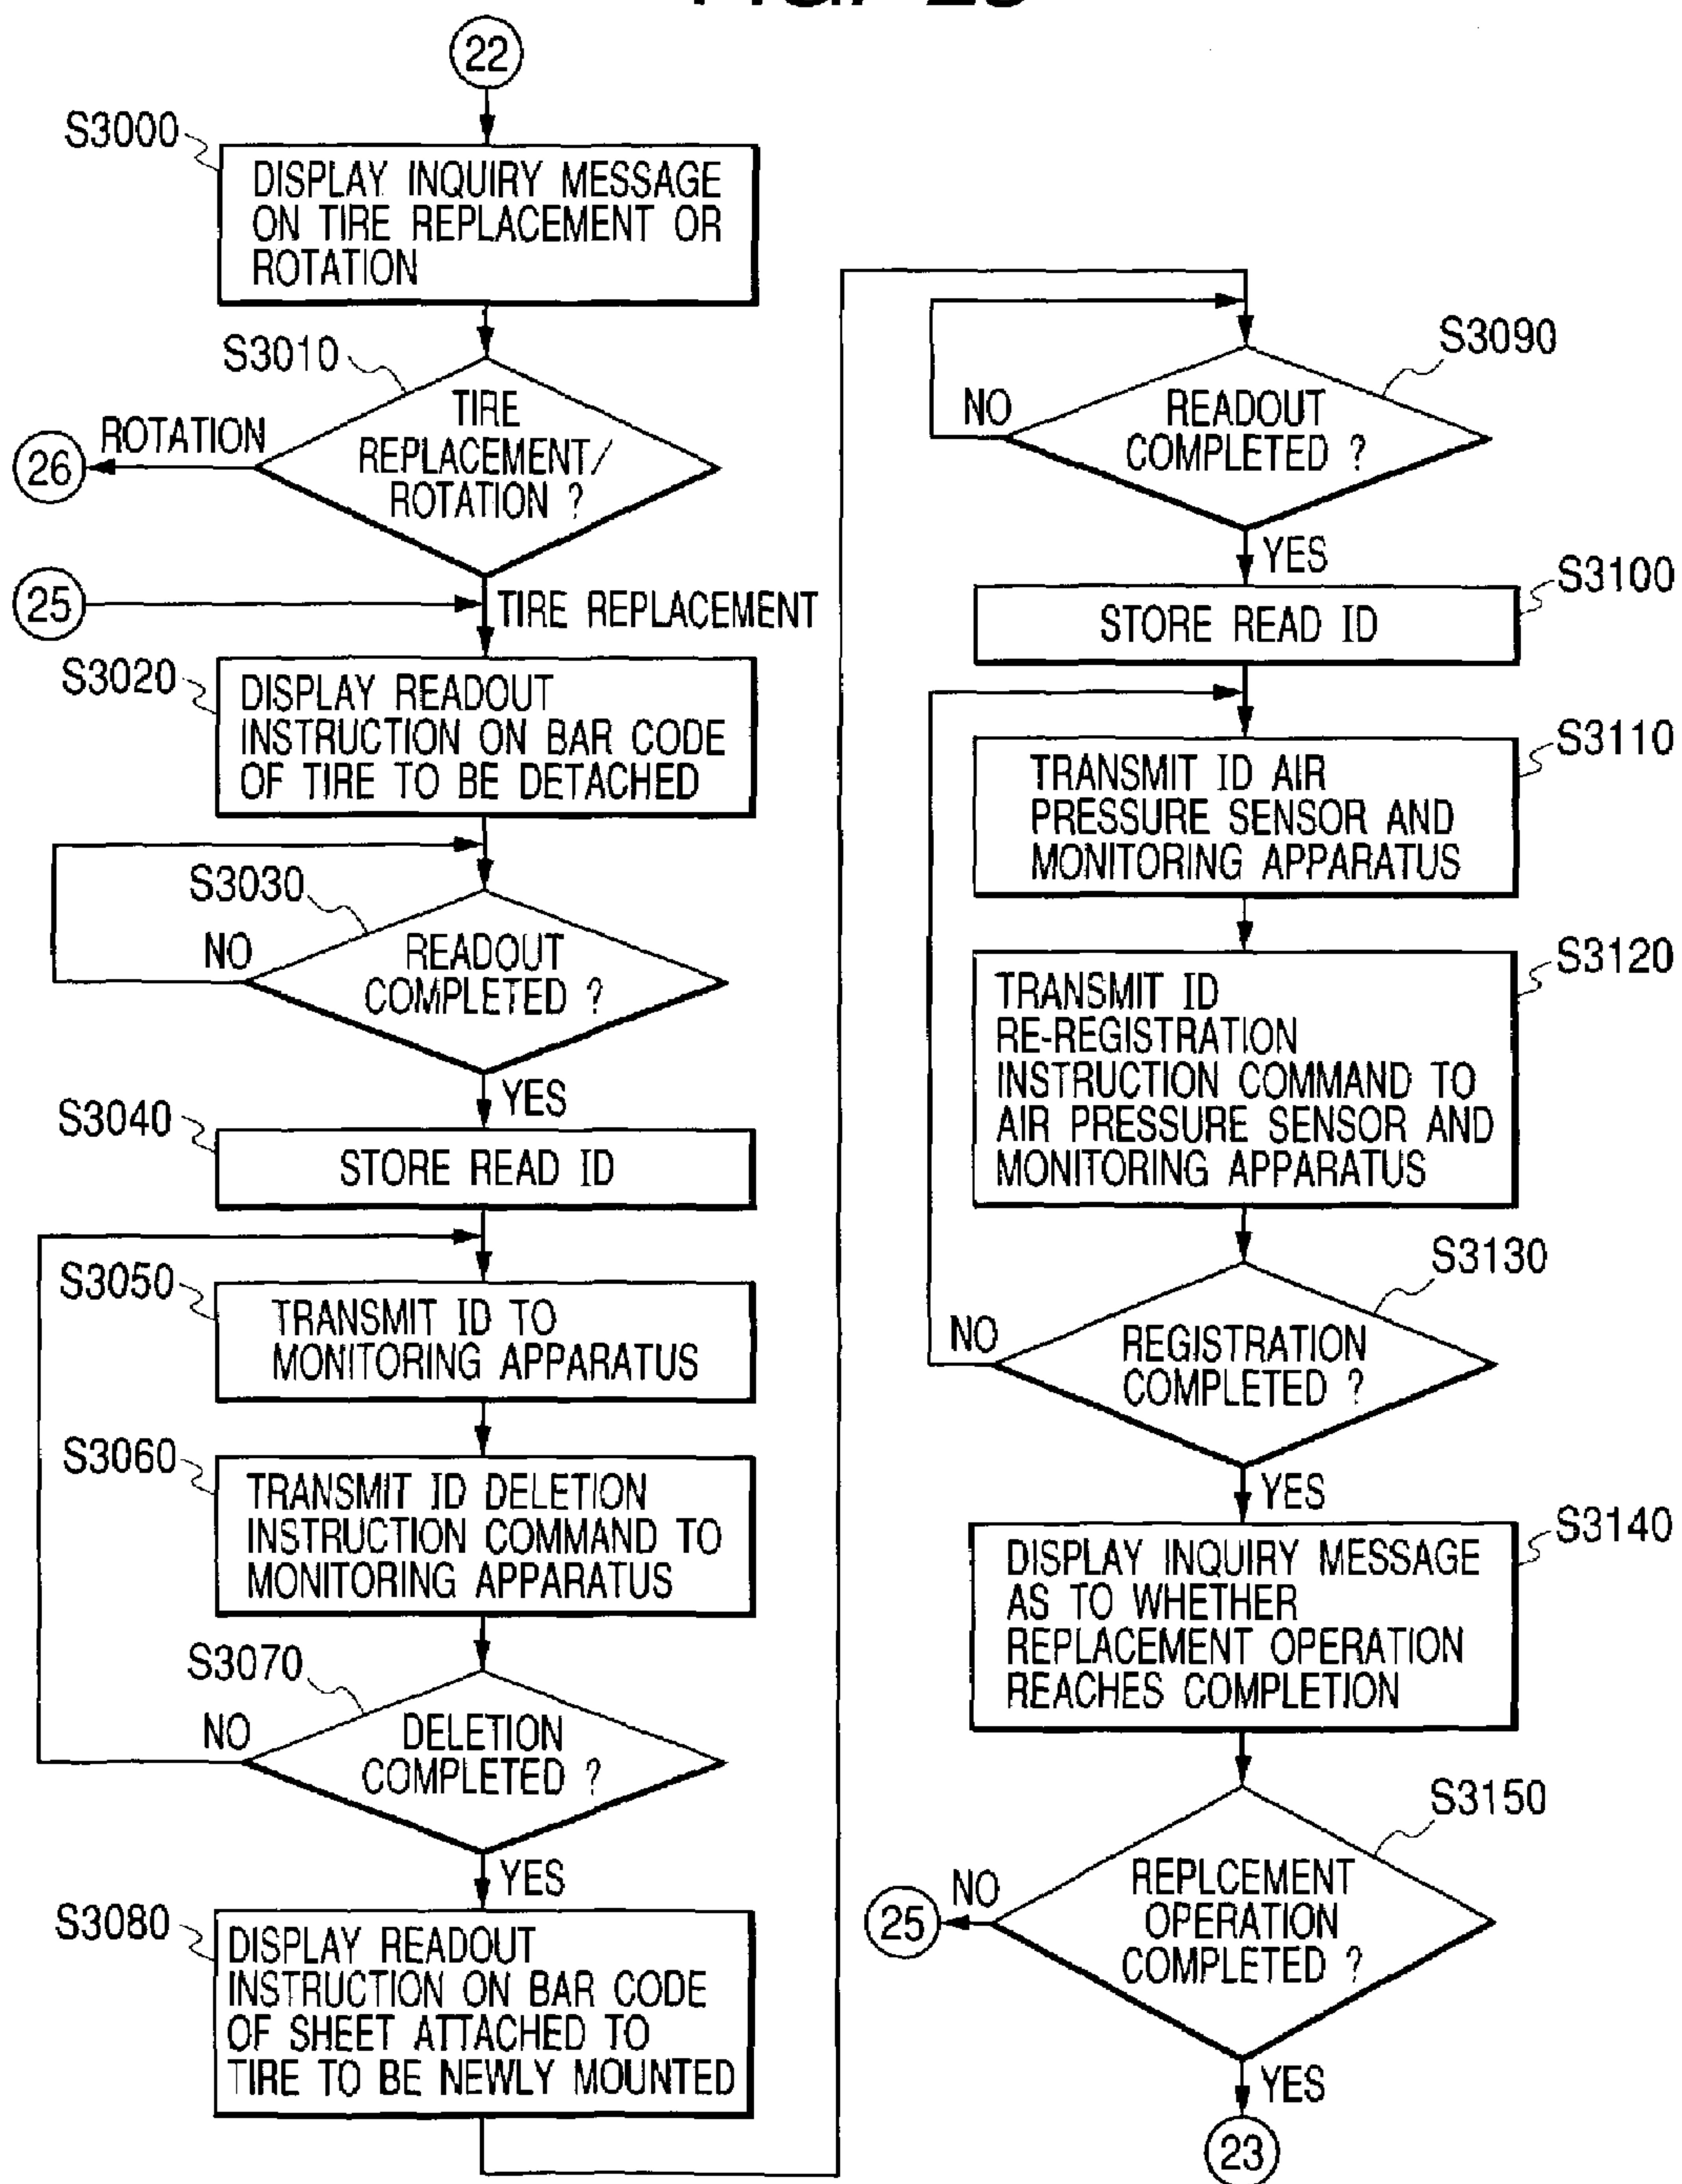 22
S3000
DISPLAY INQUIRY MESSAGE
ON TIRE REPLACEMENT OR
ROTATION
S3010
TIRE
REPLACEMENT/
ROTATION ?
ROTATION
26
25
TIRE REPLACEMENT
S3020
DISPLAY READOUT
INSTRUCTION ON BAR CODE
OF TIRE TO BE DETACHED
S3030
READOUT
COMPLETED ?
NO
YES
S3040
STORE READ ID
S3050
TRANSMIT ID TO
MONITORING APPARATUS
S3060
TRANSMIT ID DELETION
INSTRUCTION COMMAND TO
MONITORING APPARATUS
S3070
DELETION
COMPLETED ?
NO
YES
S3080
DISPLAY READOUT
INSTRUCTION ON BAR CODE
OF SHEET ATTACHED TO
TIRE TO BE NEWLY MOUNTED
S3090
READOUT
COMPLETED ?
NO
YES
S3100
STORE READ ID
S3110
TRANSMIT ID AIR
PRESSURE SENSOR AND
MONITORING APPARATUS
S3120
TRANSMIT ID
RE-REGISTRATION
INSTRUCTION COMMAND TO
AIR PRESSURE SENSOR AND
MONITORING APPARATUS
S3130
REGISTRATION
COMPLETED ?
NO
YES
S3140
DISPLAY INQUIRY MESSAGE
AS TO WHETHER
REPLACEMENT OPERATION
REACHES COMPLETION
S3150
REPLCEMENT
OPERATION
COMPLETED ?
NO
25
YES
23